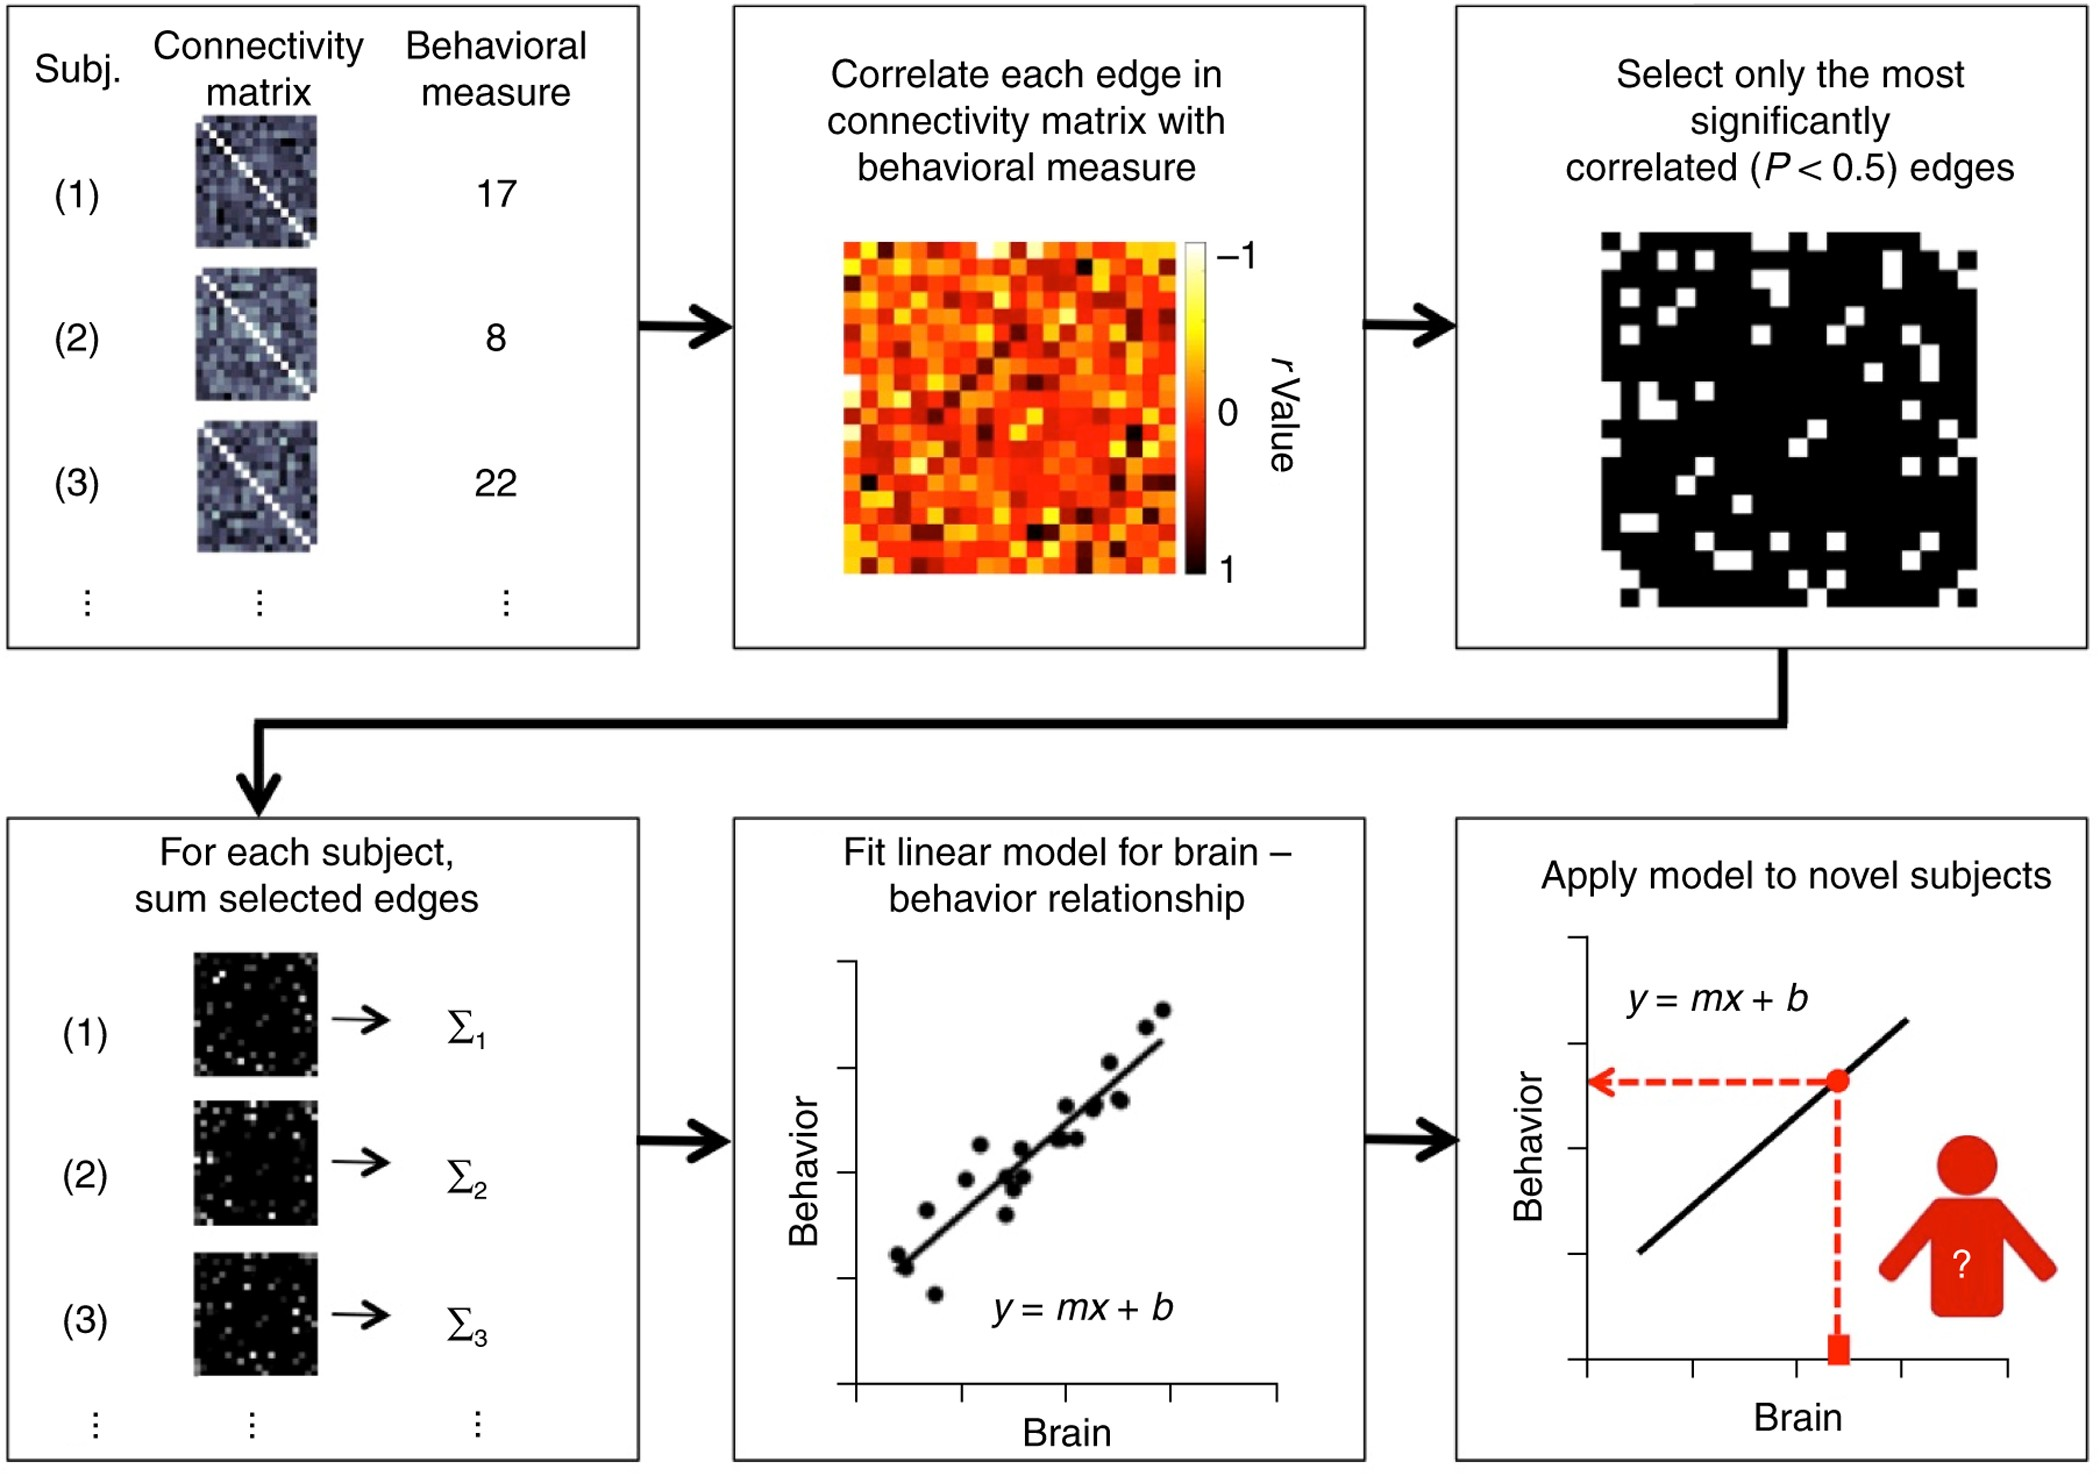 Subj.
Connectivity
matrix
Behavioral
measure
(1)
17
(2)
8
(3)
22
⋮ ⋮ ⋮
Correlate each edge in
connectivity matrix with
behavioral measure
–1
0
1
r Value
Select only the most
significantly
correlated (P < 0.5) edges
For each subject,
sum selected edges
(1)
Σ1
(2)
Σ2
(3)
Σ3
⋮ ⋮ ⋮
Fit linear model for brain –
behavior relationship
Behavior
y = mx + b
Brain
Apply model to novel subjects
y = mx + b
Behavior
?
Brain